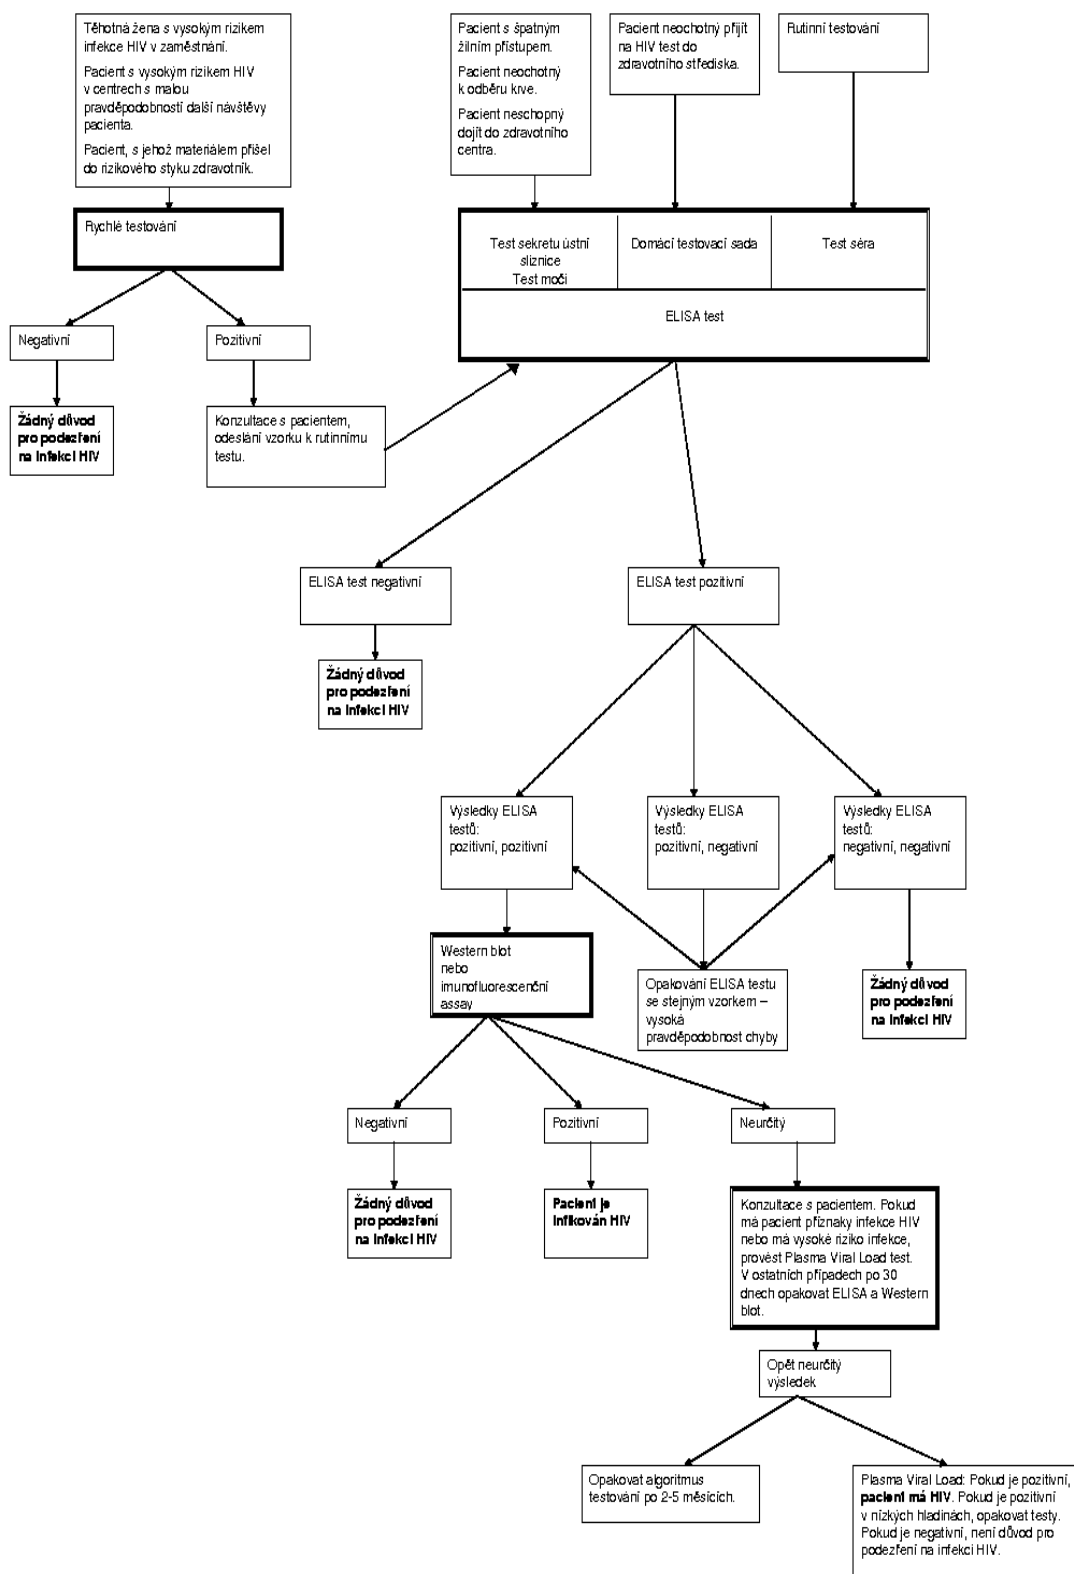 Těhotná žena s vysokým rizikem
infekce HIV v zaměstnání.
Pacient s vysokým rizikem HIV
v centrech s malou
pravděpodobností další návštěvy
pacienta.
Pacient, s jehož materiálem přišel
do rizikového styku zdravotník.
Pacient s špatným
žilním přístupem.
Pacient neochotný
k odběru krve.
Pacient neschopný
dojít do zdravotního
centra.
Pacient neochotný přijít
na HIV test do
zdravotního střediska.
Rutinní testování
Rychlé testování
Test sekretu ústní
sliznice
Test moči
Domácí testovací sada
Test séra
ELISA test
Negativní
Pozitivní
Žádný důvod
pro podezření
na infekci HIV
Konzultace s pacientem,
odeslání vzorku k rutinnímu
testu.
ELISA test negativní
ELISA test pozitivní
Žádný důvod
pro podezření
na infekci HIV
Výsledky ELISA
testů:
pozitivní, pozitivní
Výsledky ELISA
testů:
pozitivní, negativní
Výsledky ELISA
testů:
negativní, negativní
Western blot
nebo
imunofluorescenční
assay
Opakování ELISA testu
se stejným vzorkem –
vysoká
pravděpodobnost chyby
Žádný důvod
pro podezření
na infekci HIV
Negativní
Pozitivní
Neurčitý
Žádný důvod
pro podezření
na infekci HIV
Pacient je
infikován HIV
Konzultace s pacientem. Pokud
má pacient příznaky infekce HIV
nebo má vysoké riziko infekce,
provést Plasma Viral Load test.
V ostatních případech po 30
dnech opakovat ELISA a Western
blot.
Opět neurčitý
výsledek
Opakovat algoritmus
testování po 2-5 měsících.
Plasma Viral Load: Pokud je pozitivní,
pacient má HIV. Pokud je pozitivní
v nízkých hladinách, opakovat testy.
Pokud je negativní, není důvod pro
podezření na infekci HIV.